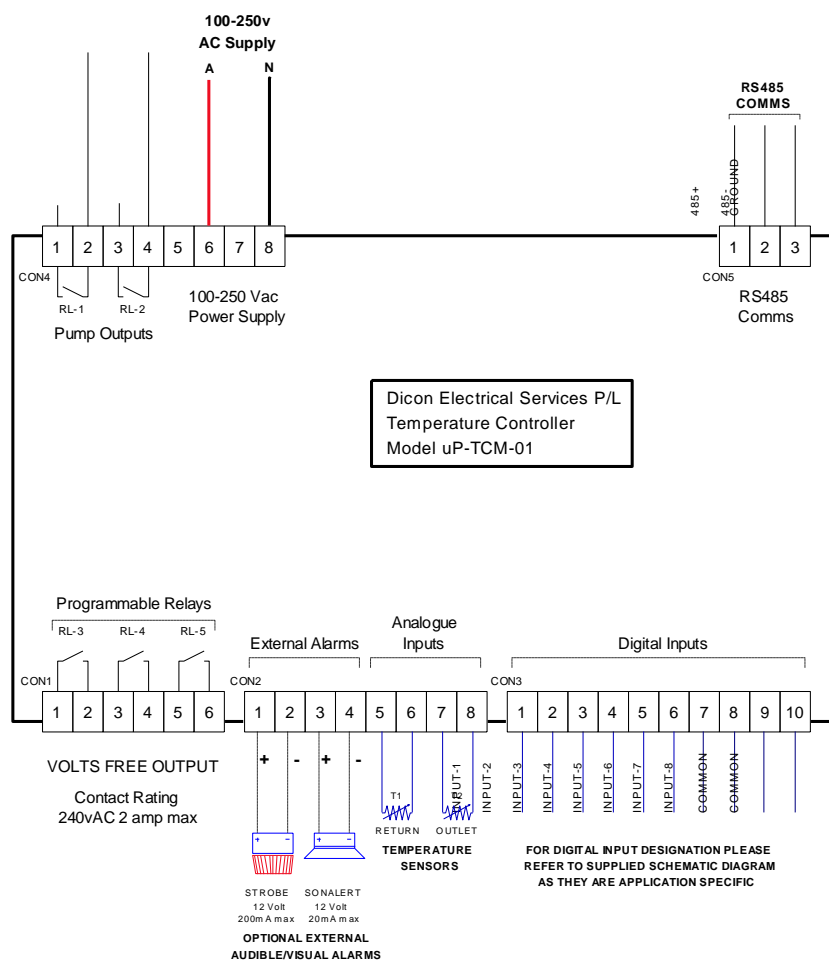 100-250v
AC Supply
A
N
RS485
COMMS
485+
485-
GROUND
1 2 3 4 5 6 7 8
1 2 3
CON4
CON5
RL-1
RL-2
100-250 Vac
Power Supply
Pump Outputs
RS485
Comms
Dicon Electrical Services P/L
Temperature Controller
Model uP-TCM-01
Programmable Relays
RL-3
RL-4
RL-5
External Alarms
Analogue
Inputs
Digital Inputs
CON1
CON2
CON3
1 2 3 4 5 6
1 2 3 4 5 6 7 8
1 2 3 4 5 6 7 8 9 10
VOLTS FREE OUTPUT
Contact Rating
240vAC 2 amp max
+ - + -
+ - + -
T1
RETURN
OUTLET
TEMPERATURE
SENSORS
INPUT-1
INPUT-2
INPUT-3
INPUT-4
INPUT-5
INPUT-6
INPUT-7
INPUT-8
COMMON
COMMON
FOR DIGITAL INPUT DESIGNATION PLEASE
REFER TO SUPPLIED SCHEMATIC DIAGRAM
AS THEY ARE APPLICATION SPECIFIC
STROBE
12 Volt
200mA max
SONALERT
12 Volt
20mA max
OPTIONAL EXTERNAL
AUDIBLE/VISUAL ALARMS